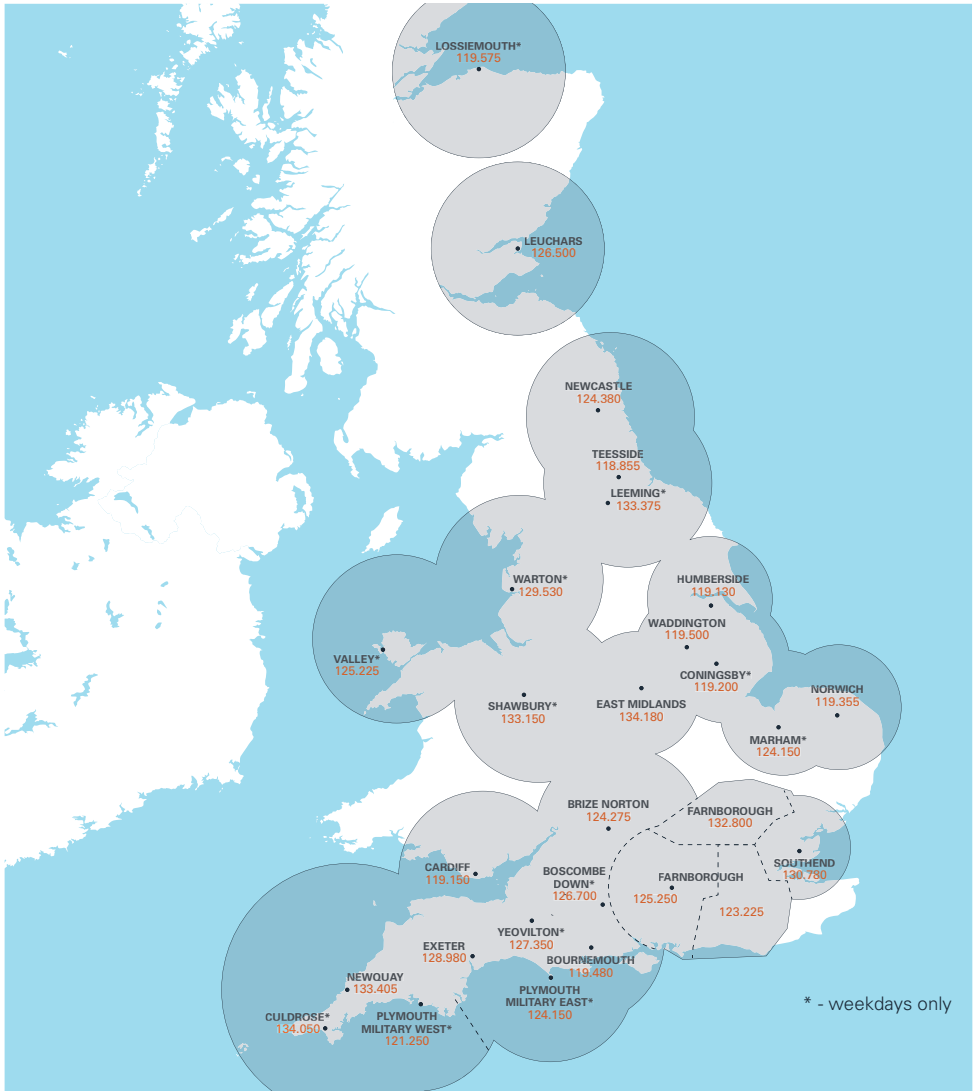 LOSSIEMOUTH*
119.575
LEUCHARS
126.500
NEWCASTLE
124.380
TEESSIDE
118.855
LEEMING*
133.375
WARTON*
129.530
HUMBERSIDE
119.130
WADDINGTON
119.500
VALLEY*
125.225
CONINGSBY*
119.200
SHAWBURY*
133.150
EAST MIDLANDS
134.180
NORWICH
119.355
MARHAM*
124.150
BRIZE NORTON
124.275
FARNBOROUGH
132.800
SOUTHEND
130.780
CARDIFF
119.150
BOSCOMBE
DOWN*
126.700
FARNBOROUGH
125.250
123.225
YEOVILTON*
127.350
EXETER
128.980
BOURNEMOUTH
119.480
NEWQUAY
133.405
PLYMOUTH
MILITARY EAST*
124.150
CULDROSE*
134.050
PLYMOUTH
MILITARY WEST*
121.250
* - weekdays only